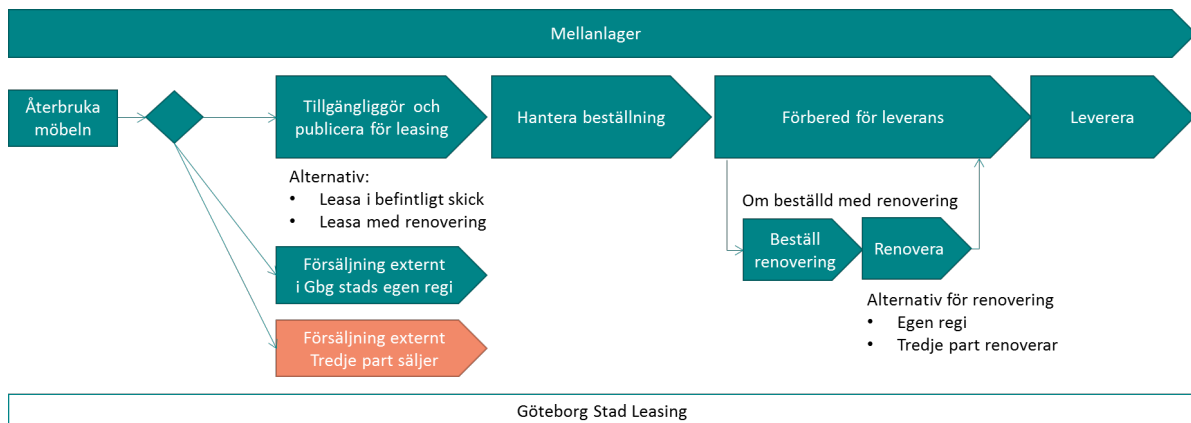 Mellanlager
Återbruka
möbeln
Tillgängliggör och
publicera för leasing
Hantera beställning
Förbered för leverans
Leverera
Alternativ:
• Leasa i befintligt skick
• Leasa med renovering
Om beställd med renovering
Beställ
renovering
Renovera
Försäljning externt
i Gbg stads egen regi
Alternativ för renovering
• Egen regi
• Tredje part renoverar
Försäljning externt
Tredje part säljer
Göteborg Stad Leasing